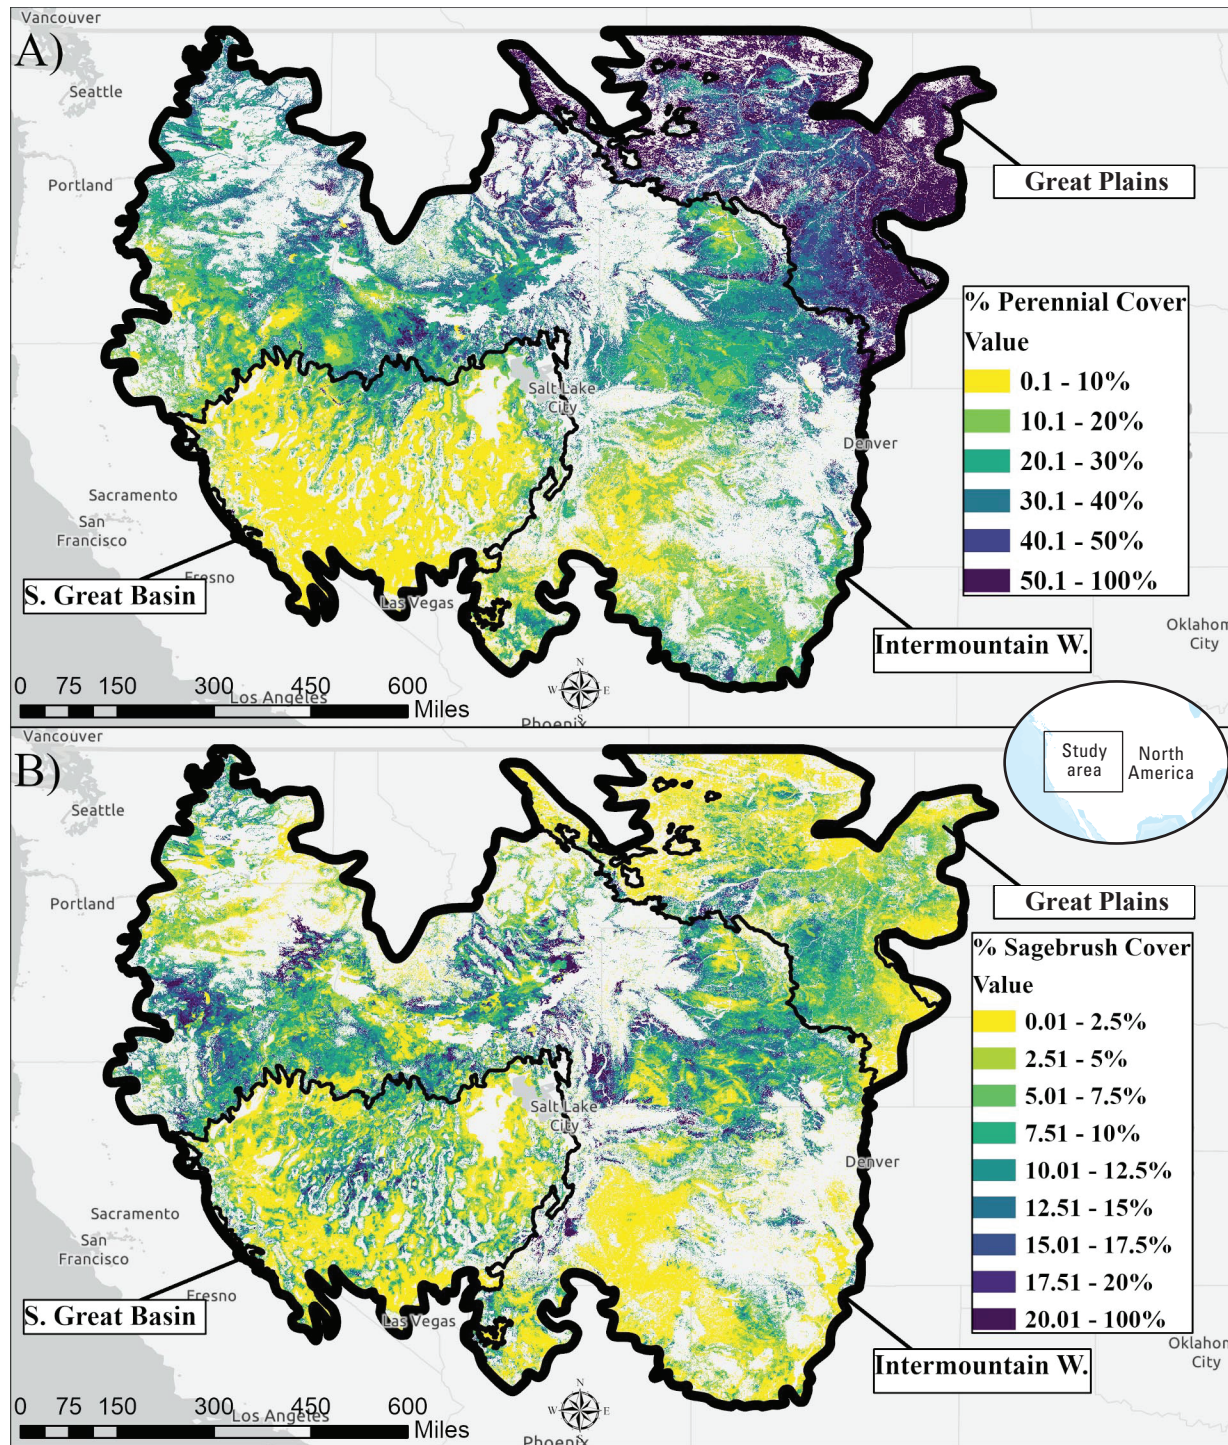 Vancouver
A)
Seattle
Portland
Great Plains
% Perennial Cover
Value
0.1 - 10%
10.1 - 20%
20.1 - 30%
30.1 - 40%
40.1 - 50%
50.1 - 100%
Salt Lake
City
Denver
Sacramento
San
Francisco
Fresno
S. Great Basin
Las Vegas
Intermountain W.
Oklahom
City
N
W E
S
0 75 150 300 450 600
Miles
Los Angeles
Phoenix
Vancouver
B)
Study
area
North
America
Seattle
Portland
Great Plains
% Sagebrush Cover
Value
0.01 - 2.5%
2.51 - 5%
5.01 - 7.5%
7.51 - 10%
10.01 - 12.5%
12.51 - 15%
15.01 - 17.5%
17.51 - 20%
20.01 - 100%
Salt Lake
City
Denver
Sacramento
San
Francisco
Fresno
S. Great Basin
Las Vegas
Intermountain W.
Oklahom
City
N
W E
S
0 75 150 300 450 600
Miles
Los Angeles
Phoenix